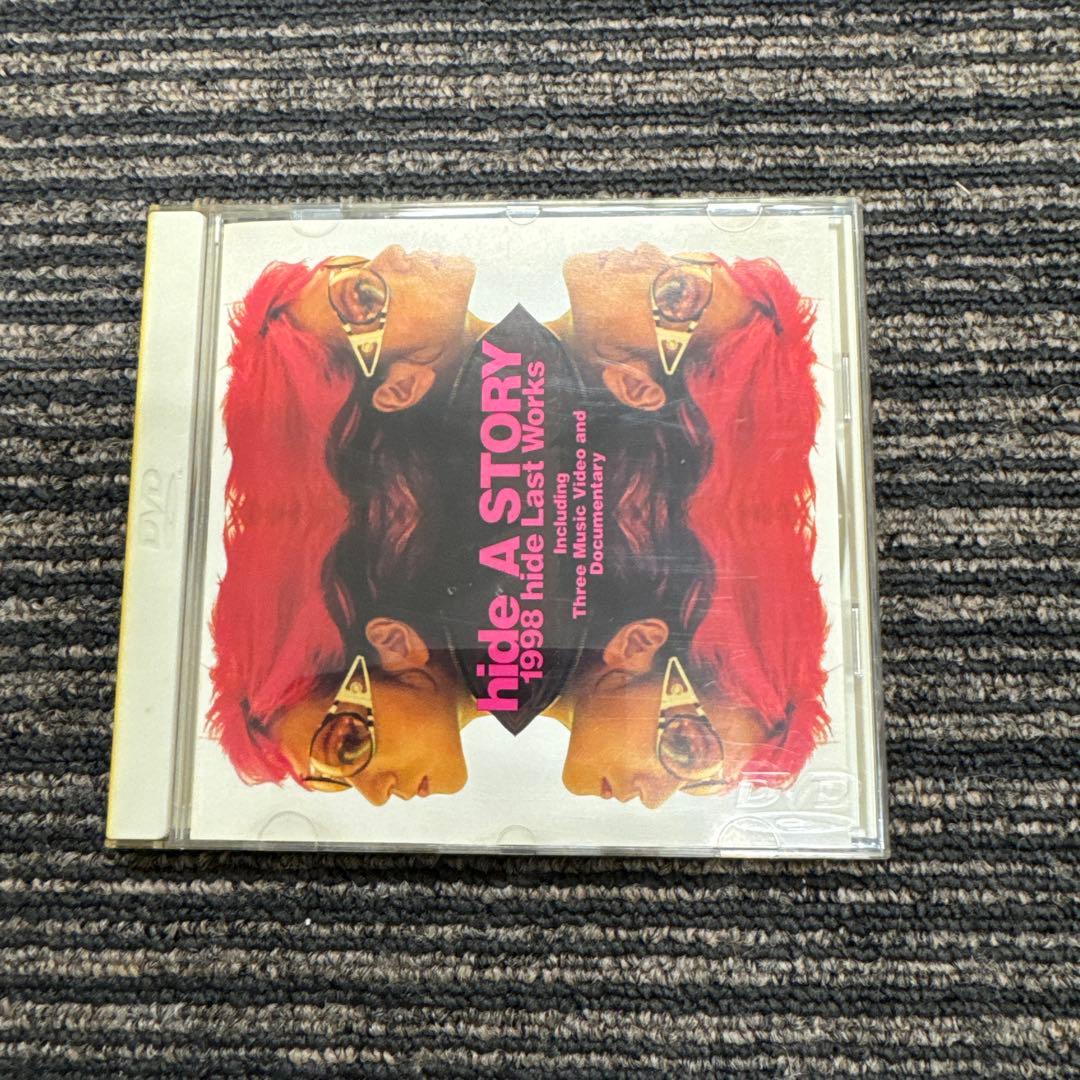 hide A STORY
1998 hide Last Works
Including
Three Music Video and
Documentary
DVD
DVD